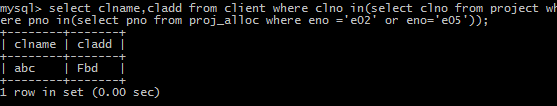 mysql> select clname,cladd from client where clno in(select clno from project wh
ere pno in(select pno from proj_alloc where eno ='e02' or eno='e05'));
+--------+-------+
| clname | cladd |
+--------+-------+
| abc    | Fbd   |
+--------+-------+
1 row in set (0.00 sec)